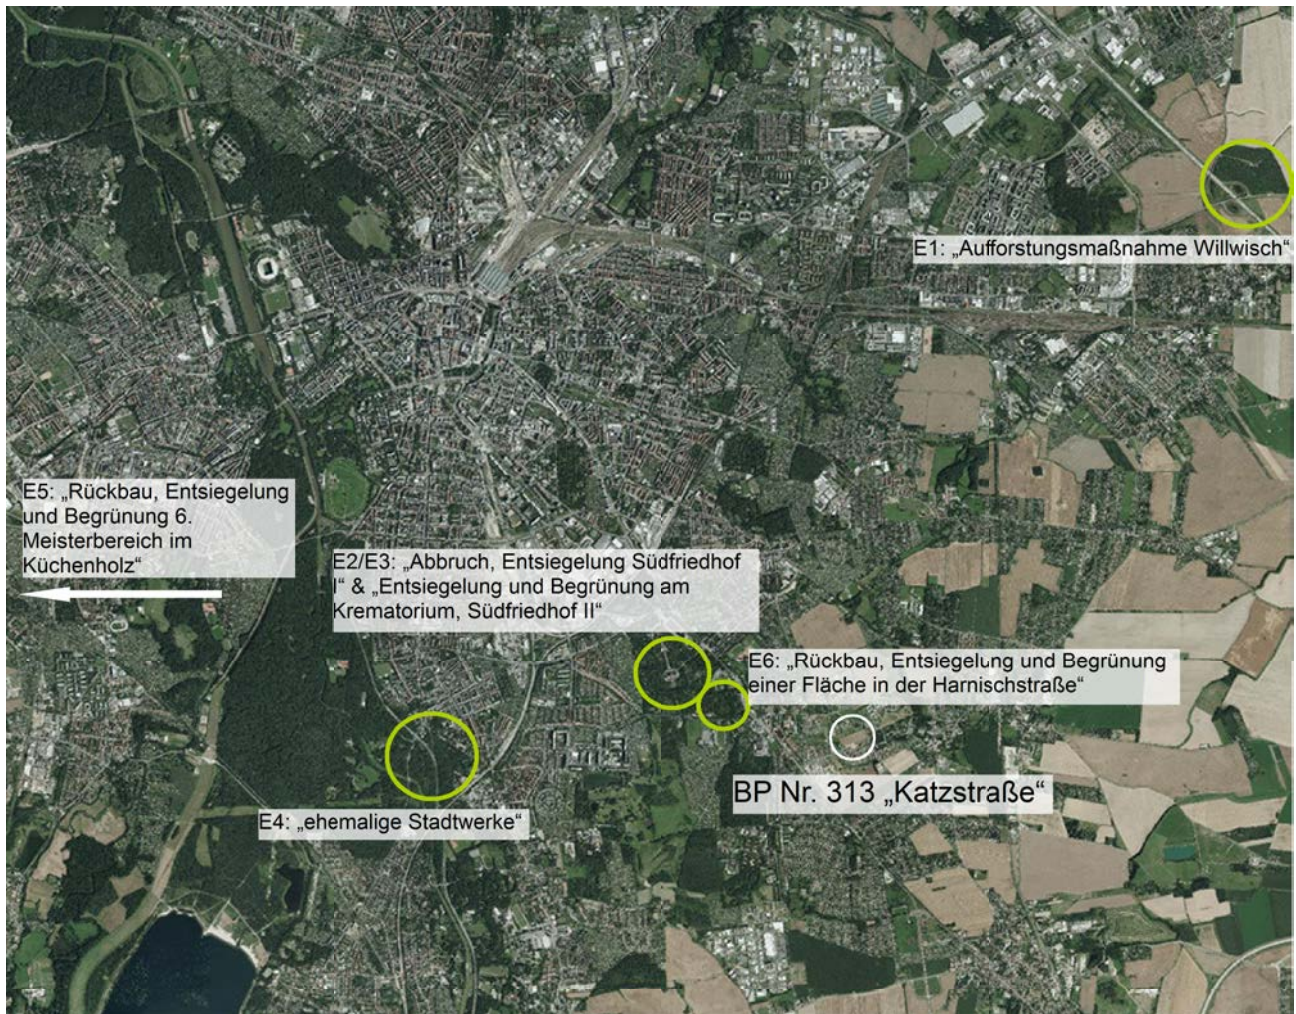 E1: „Aufforstungsmaßnahme Willwisch“
E5: „Rückbau, Entsiegelung
und Begrünung 6.
Meisterbereich im
Küchenholz“
E2/E3: „Abbruch, Entsiegelung Südfriedhof
I“ & „Entsiegelung und Begrünung am
Krematorium, Südfriedhof II“
E6: „Rückbau, Entsiegelung und Begrünung
einer Fläche in der Harnischstraße“
BP Nr. 313 „Katzstraße“
E4: „ehemalige Stadtwerke“